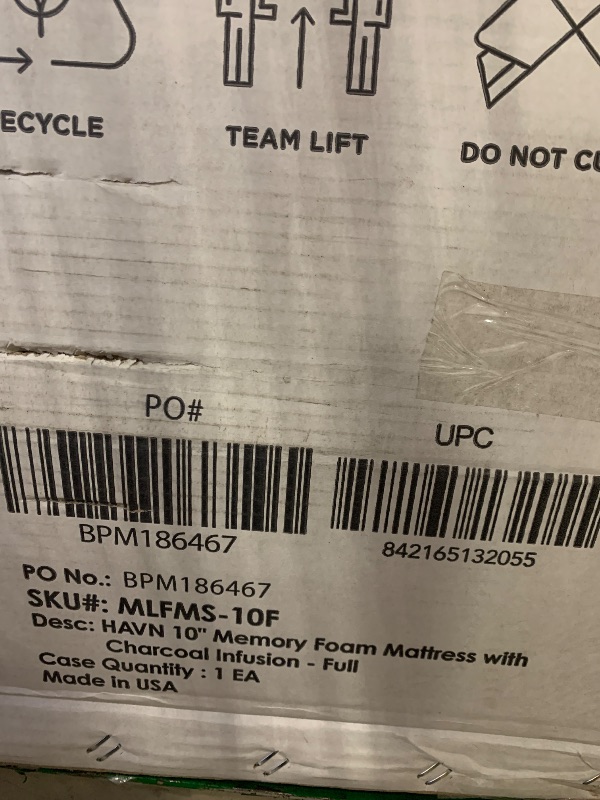 ECYCLE
TEAM LIFT
DO NOT CU
PO#
UPC
BPM186467
842165132055
PO No.: BPM186467
SKU#: MLFMS-10F
Desc: HAVN 10" Memory Foam Mattress with
Charcoal Infusion - Full
Case Quantity : 1 EA
Made in USA